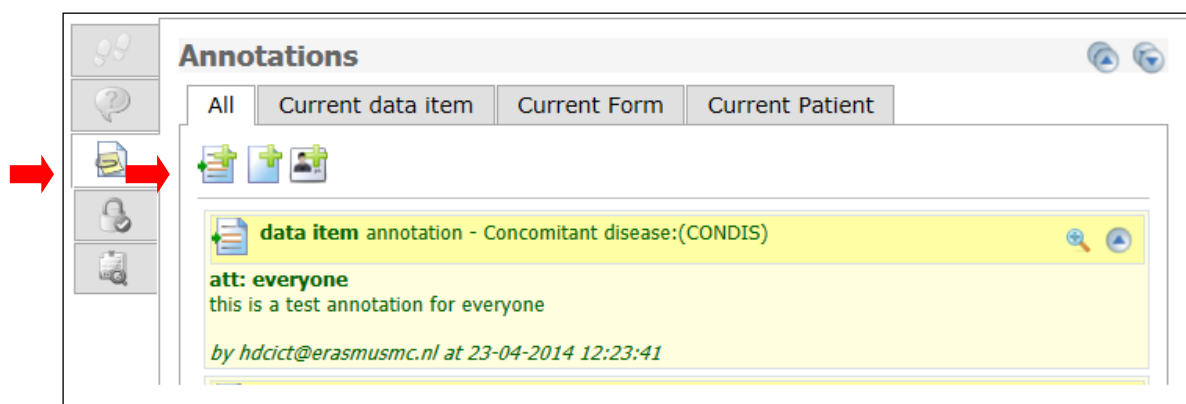 Annotations
All Current data item Current Form Current Patient
data item annotation - Concomitant disease:(CONDIS)
att: everyone
this is a test annotation for everyone
by hdcict@erasmusmc.nl at 23-04-2014 12:23:41